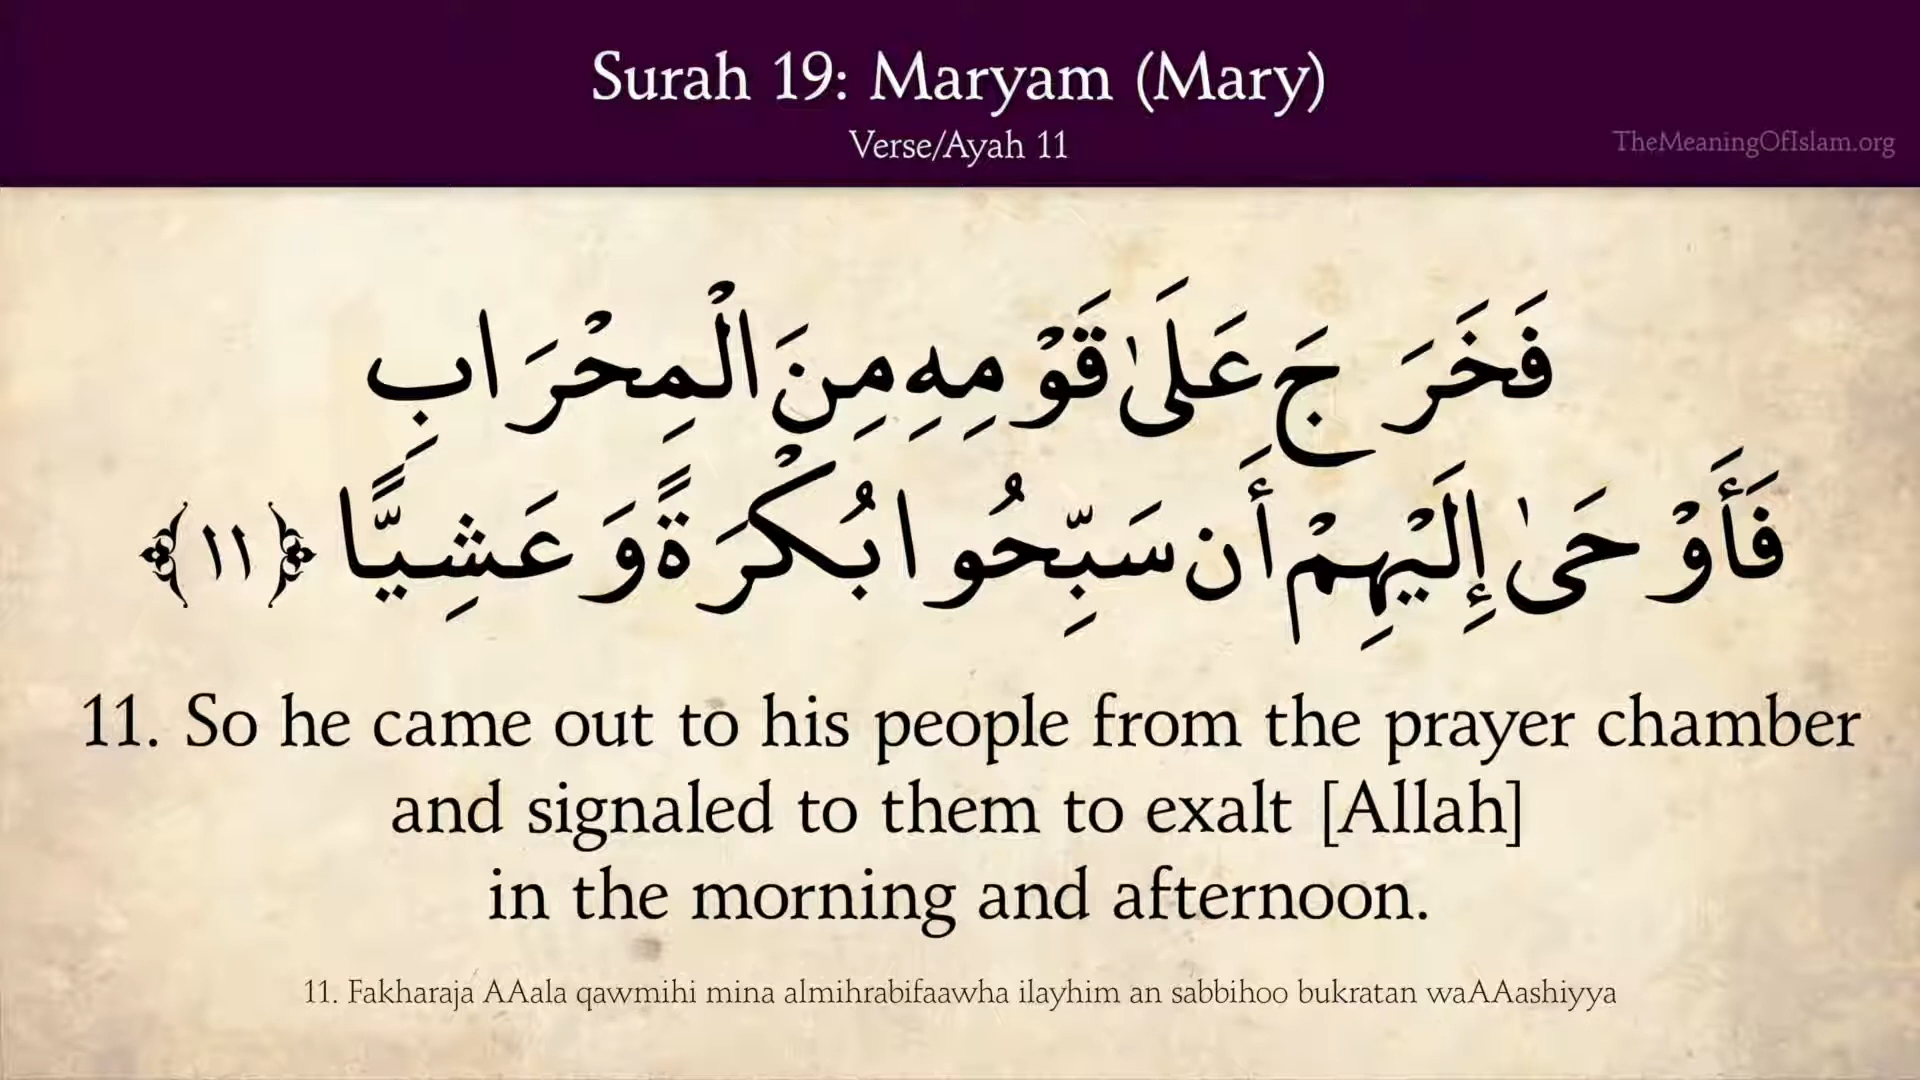 Surah 19: Maryam (Mary)
Verse/Ayah 11
TheMeaningOfIslam.org
فَخَرَجَ عَلَىٰ قَوْمِهِ مِنَ الْمِحْرَابِ
فَأَوْحَىٰ إِلَيْهِمْ أَن سَبِّحُوا بُكْرَةً وَعَشِيًّا ﴿١١﴾
11. So he came out to his people from the prayer chamber
and signaled to them to exalt [Allah]
in the morning and afternoon.
11. Fakharaja AAala qawmihi mina almihrabifaawha ilayhim an sabbihoo bukratan waAAashiyya